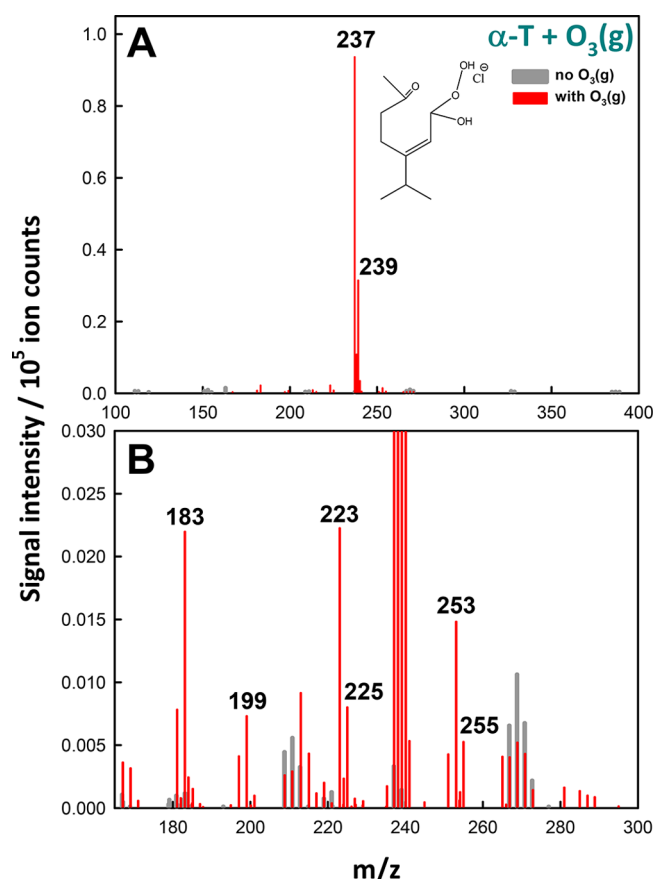 A
α-T + O3(g)
no O3(g)
with O3(g)
237
239
OH
Cl ⊖
O
O
OH
1.0
0.8
0.6
0.4
0.2
0.0
100 150 200 250 300 350 400
Signal intensity / 10^5 ion counts
B
0.030
0.025
0.020
0.015
0.010
0.005
0.000
183
223
253
199
225
255
180 200 220 240 260 280 300
m/z